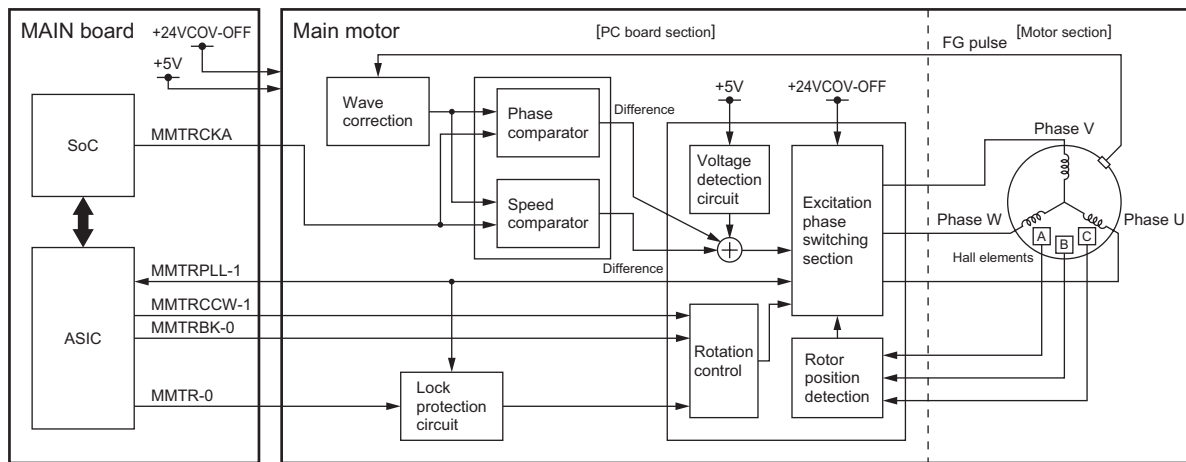 MAIN board
+24VCOV-OFF
+5V
SoC
MMTRCKA
ASIC
MMTRPLL-1
MMTRCCW-1
MMTRBK-0
MMTR-0
Main motor
[PC board section]
[Motor section]
FG pulse
Wave
correction
Phase
comparator
Speed
comparator
Difference
Difference
+5V
+24VCOV-OFF
Voltage
detection
circuit
Excitation
phase
switching
section
Rotation
control
Rotor
position
detection
Lock
protection
circuit
Phase V
Phase W
Phase U
A
B
C
Hall elements